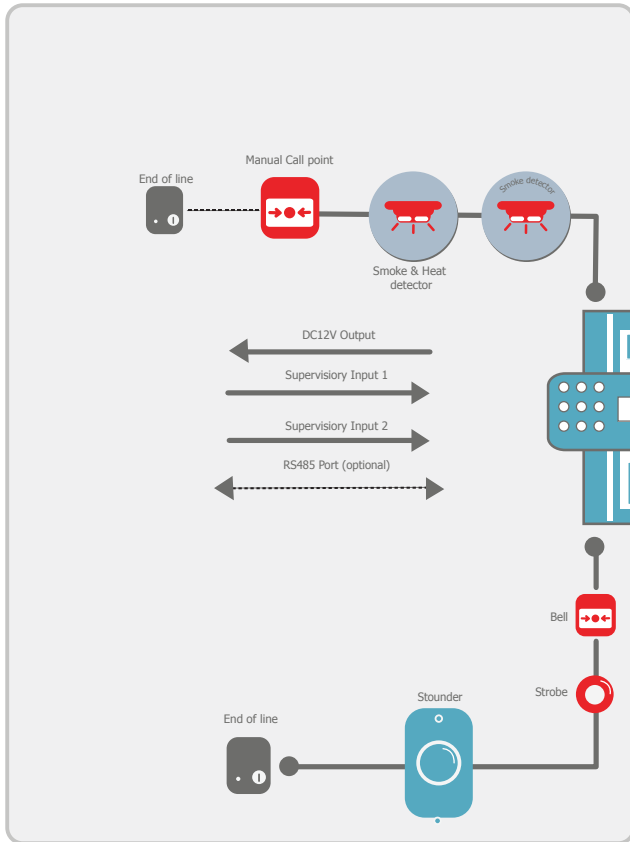 Manual Call point
End of line
Smoke detector
Smoke & Heat
detector
DC12V Output
Supervisiory Input 1
Supervisiory Input 2
RS485 Port (optional)
Bell
Strobe
Stounder
End of line